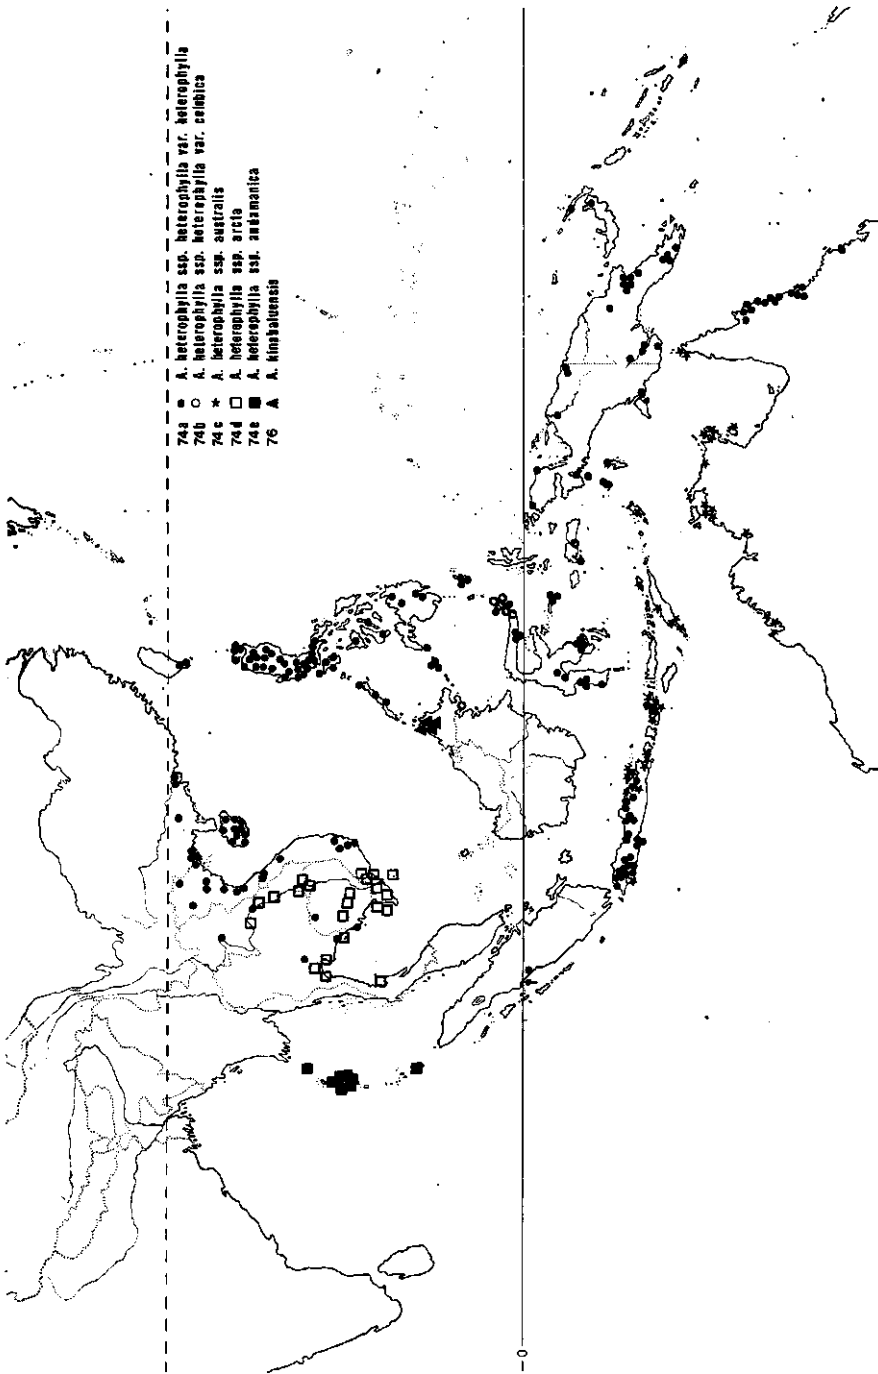 74a ● A. heterophylla ssp. heterophylla var. heterophylla
74b ○ A. heterophylla ssp. heterophylla var. celebica
74c ★ A. heterophylla ssp. australis
74d □ A. heterophylla ssp. arcta
74e ■ A. heterophylla ssp. andamanica
76 ▲ A. kinabaluensis
0